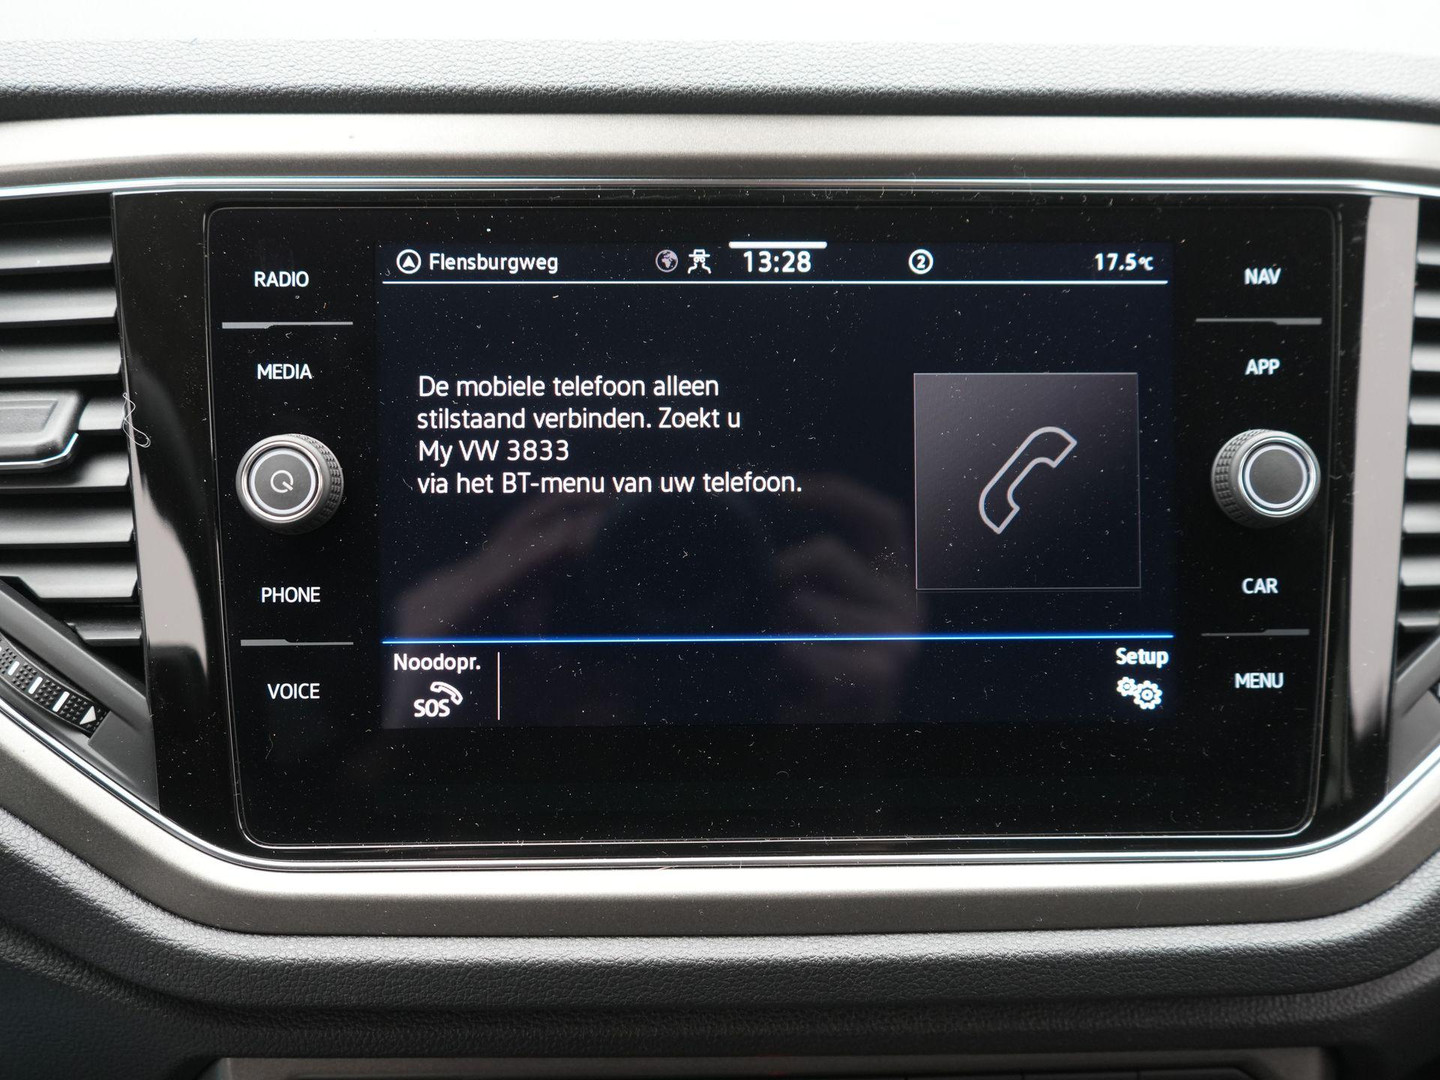 Flensburgweg 13:28 2 17.5°C
RADIO
MEDIA
PHONE
VOICE
De mobiele telefoon alleen
stilstaand verbinden. Zoekt u
My VW 3833
via het BT-menu van uw telefoon.
Noodopr.
SOS
Setup
NAV
APP
CAR
MENU